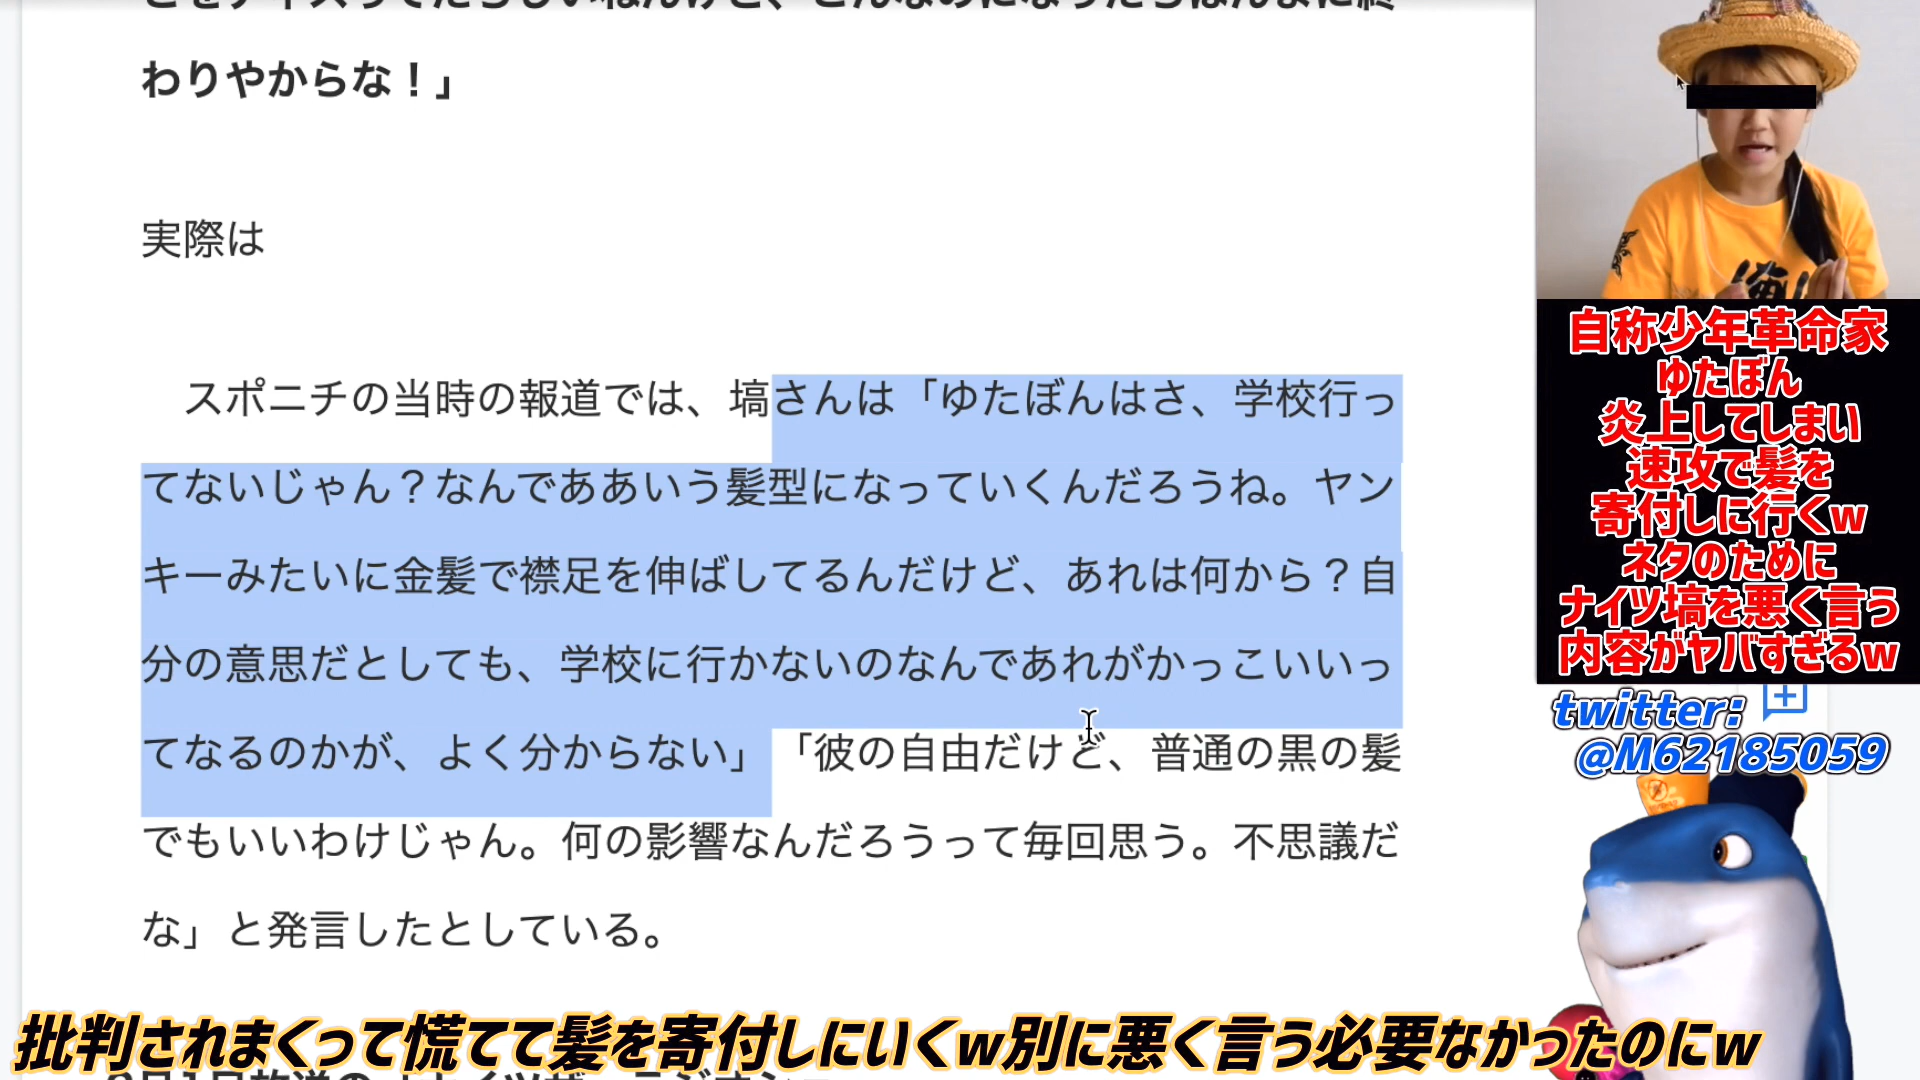 わりやからな！」
実際は
スポニチの当時の報道では、塙さんは「ゆたぼんはさ、学校行っ
てないじゃん？なんでああいう髪型になっていくんだろうね。ヤン
キーみたいに金髪で襟足を伸ばしてるんだけど、あれは何から？自
分の意思だとしても、学校に行かないのなんであれがかっこいいっ
てなるのかが、よく分からない」「彼の自由だけど、普通の黒の髪
でもいいわけじゃん。何の影響なんだろうって毎回思う。不思議だ
な」と発言したとしている。
自称少年革命家
ゆたぼん
炎上してしまい
速攻で髪を
寄付しに行くw
ネタのために
ナイツ塙を悪く言う
内容がヤバすぎるw
twitter:
@M62185059
批判されまくって慌てて髪を寄付しにいくw別に悪く言う必要なかったのにw